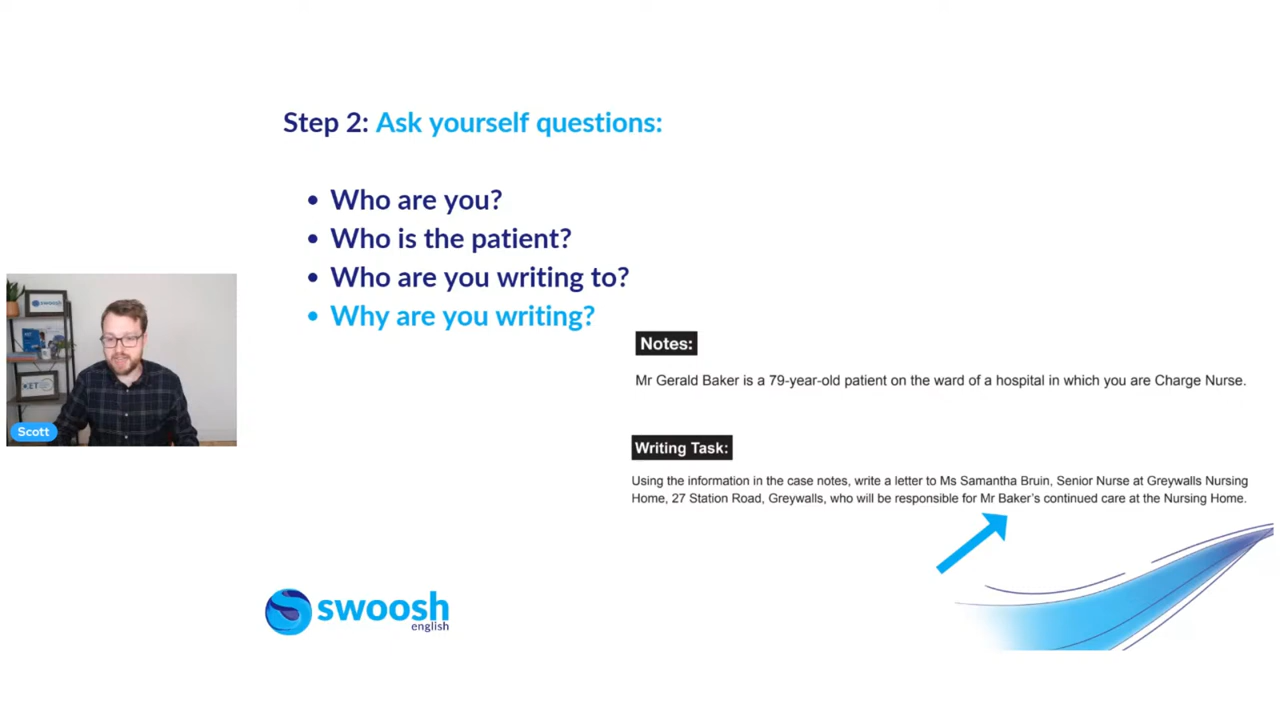 Step 2: Ask yourself questions:
• Who are you?
• Who is the patient?
• Who are you writing to?
• Why are you writing?
Notes:
Mr Gerald Baker is a 79-year-old patient on the ward of a hospital in which you are Charge Nurse.
Writing Task:
Using the information in the case notes, write a letter to Ms Samantha Bruin, Senior Nurse at Greywalls Nursing
Home, 27 Station Road, Greywalls, who will be responsible for Mr Baker's continued care at the Nursing Home.
swoosh
Scott
swoosh
english